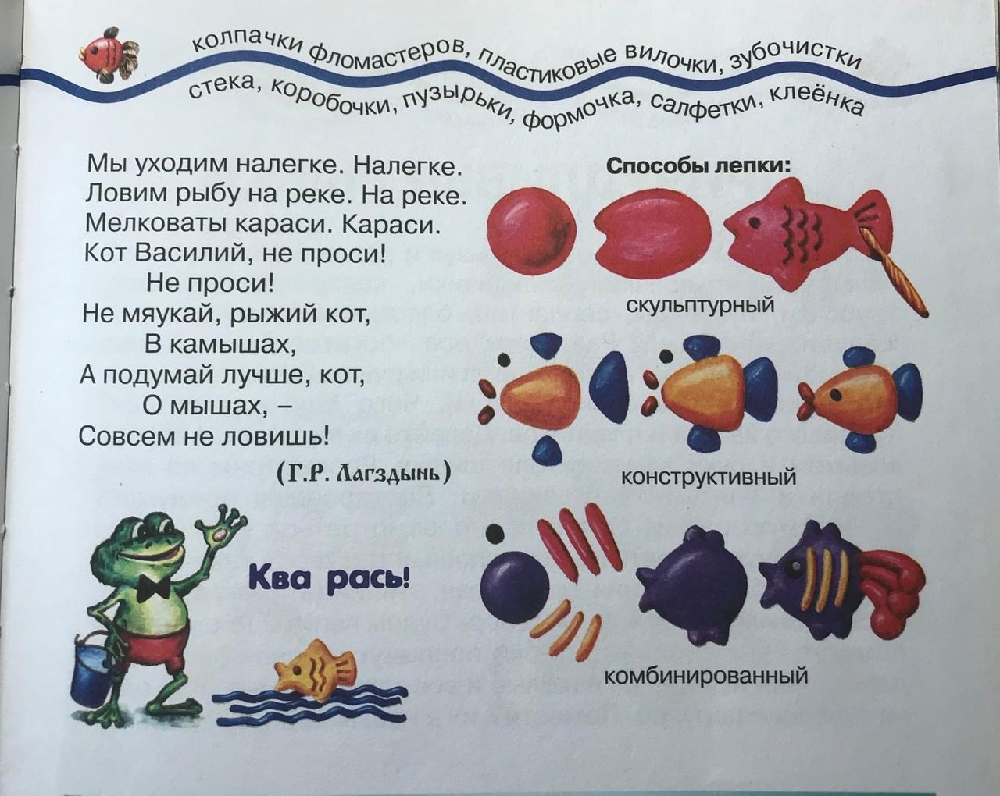 колпачки фломастеров, пластиковые вилочки, зубочистки
стека, коробочки, пузырьки, формочка, салфетки, клеёнка
Мы уходим налегке. Налегке.
Ловим рыбу на реке. На реке.
Мелковаты караси. Караси.
Кот Василий, не проси!
Не проси!
Не мяукай, рыжий кот,
В камышах,
А подумай лучше, кот,
О мышах, –
Совсем не ловишь!
(Г.Р. Лагздынь)
Ква рась!
Способы лепки:
скульптурный
конструктивный
комбинированный